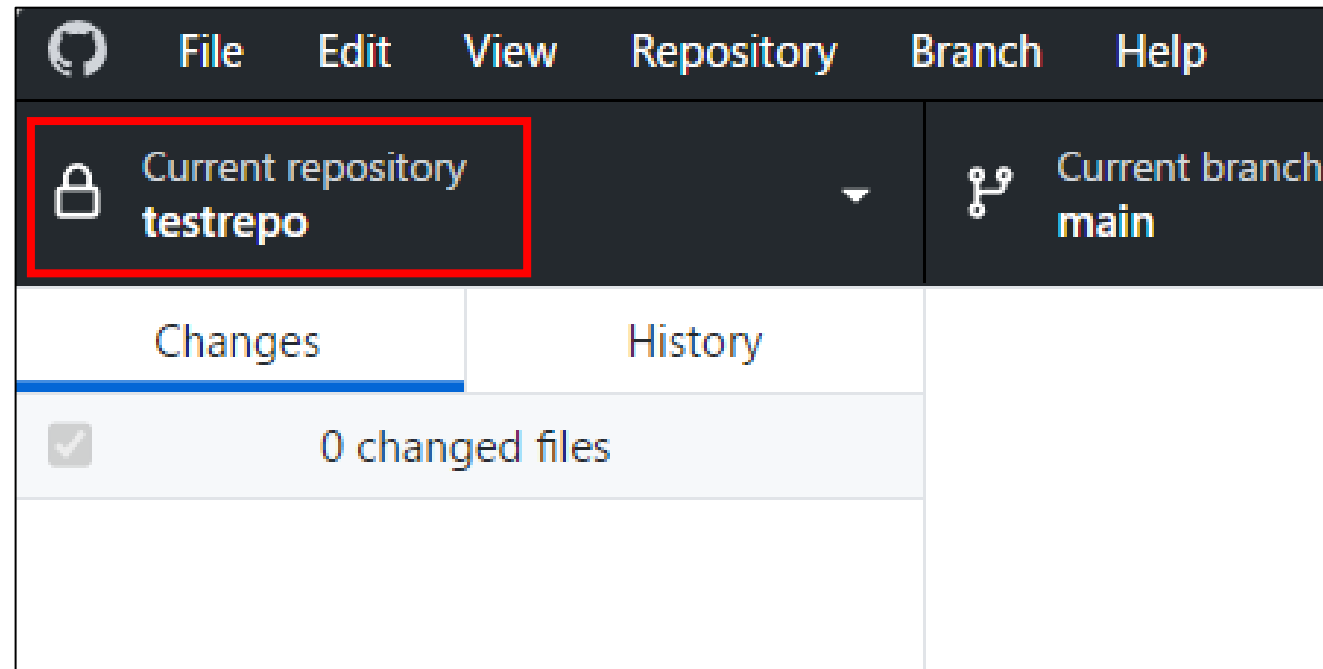 File Edit View Repository Branch Help
Current repository
testrepo
Current branch
main
Changes History
0 changed files